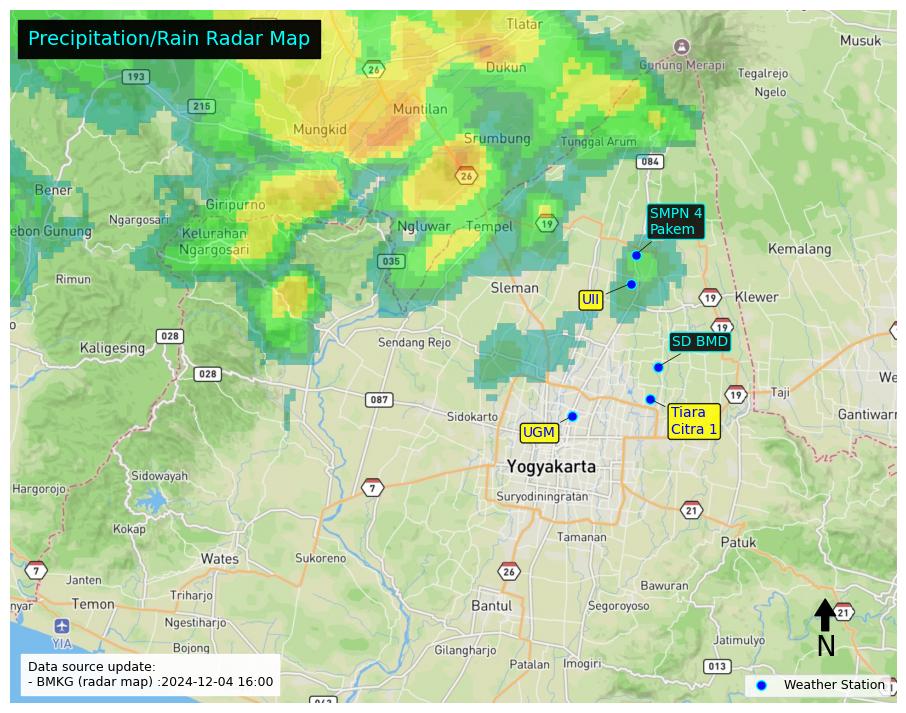 Precipitation/Rain Radar Map
Tlatar
Musuk
26
Dukun
Gunung Merapi
193
Tegalrejo
Ngelo
215
Muntilan
Mungkid
Srumbung
Tunggal Arum
084
26
Bener
Giripurno
SMPN 4
Pakem
Ngargosari
Ngluwar
Tempel
19
ebon Gunung
Kelurahan
Ngargosari
Kemalang
035
Rimun
Sleman
UII
19
Klewer
19
028
Kaligesing
Sendang Rejo
SD BMD
028
We
087
19
Taji
Sidokarto
Tiara
Citra 1
Gantiwar
UGM
Yogyakarta
Sidowayah
Hargorojo
7
Suryodiningratan
21
Kokap
Tamanan
Patuk
Wates
Sukoreno
7
26
Janten
Bawuran
nyar
Temon
Triharjo
Bantul
Segoroyoso
21
Ngestiharjo
YIA
N
Bojong
Gilangharjo
Jatimulyo
Patalan
Imogiri
013
Data source update:
- BMKG (radar map) :2024-12-04 16:00
Weather Station